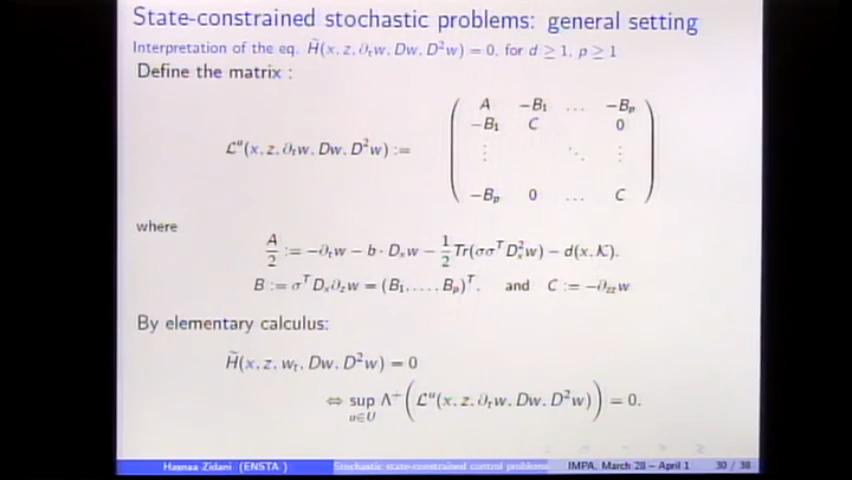 State-constrained stochastic problems: general setting
Interpretation of the eq. H̃(x, z, ∂ₜw, Dw, D²w) = 0, for d ≥ 1, p ≥ 1
Define the matrix :
ℒᵘ(x, z, ∂ₜw, Dw, D²w) :=
A −B₁ … −Bₚ
−B₁ C 0
⋮ ⋱ ⋮
−Bₚ 0 … C
where
A/2 := −∂ₜw − b · Dₓw − 1/2 Tr(σσᵀDₓ²w) − d(x, 𝒦),
B := σᵀDₓ∂_z w = (B₁, …, Bₚ)ᵀ, and C := −∂_zz w
By elementary calculus:
H̃(x, z, wₜ, Dw, D²w) = 0
⇔ sup_{u∈U} Λ⁺(ℒᵘ(x, z, ∂ₜw, Dw, D²w)) = 0.
Hasnaa Zidani (ENSTA ) Stochastic state-constrained control problems IMPA, March 28 – April 1 30 / 38